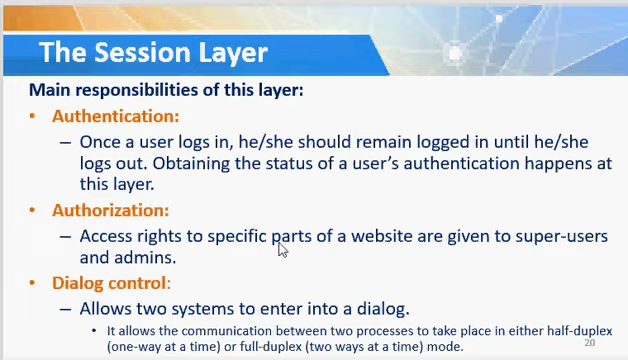 The Session Layer
Main responsibilities of this layer:
• Authentication:
– Once a user logs in, he/she should remain logged in until he/she
logs out. Obtaining the status of a user's authentication happens at
this layer.
• Authorization:
– Access rights to specific parts of a website are given to super-users
and admins.
• Dialog control:
– Allows two systems to enter into a dialog.
• It allows the communication between two processes to take place in either half-duplex
(one-way at a time) or full-duplex (two ways at a time) mode.
20